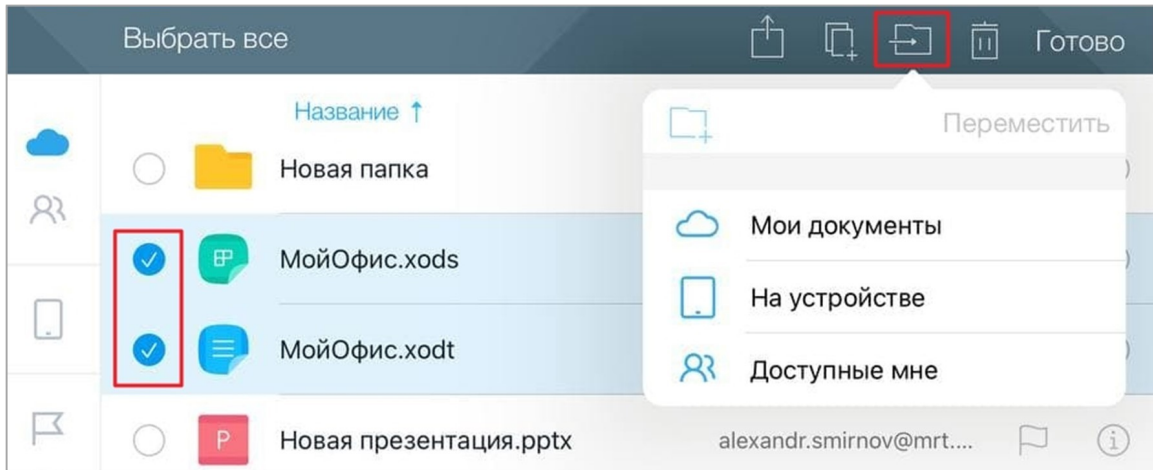 Выбрать все
Готово
Название ↑
Переместить
Новая папка
Мои документы
МойОфис.xods
На устройстве
МойОфис.xodt
Доступные мне
P
Новая презентация.pptx
alexandr.smirnov@mrt....